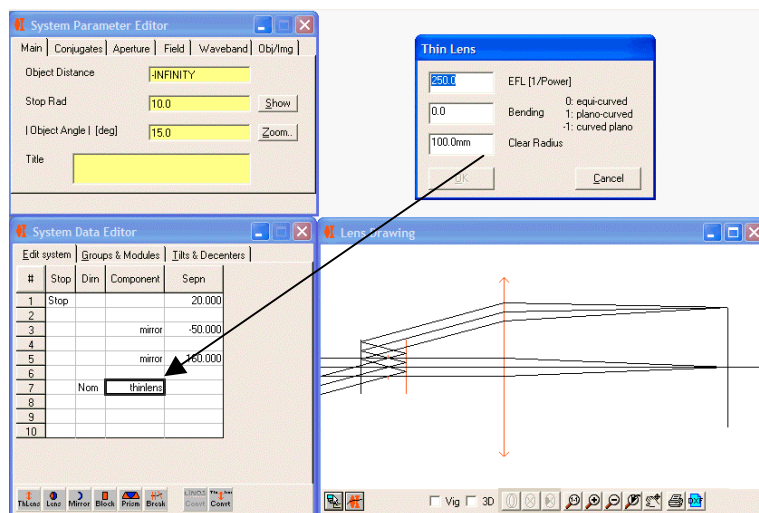 System Parameter Editor
Main Conjugates Aperture Field Waveband Obj/Img
Object Distance -INFINITY
Stop Rad 10.0 Show
| Object Angle | [deg] 15.0 Zoom..
Title
Thin Lens
250.0 EFL [1/Power]
0.0 Bending 0: equi-curved
1: plano-curved
-1: curved plano
100.0mm Clear Radius
OK Cancel
System Data Editor
Edit system Groups & Modules Tilts & Decenters
# Stop Dirn Component Sepn
1 Stop 20.000
2
3 mirror -50.000
4
5 mirror 160.000
6
7 Nom thinlens
8
9
10
ThLens Lens Mirror Block Prism Break Convt Convt
Lens Drawing
Vig 3D